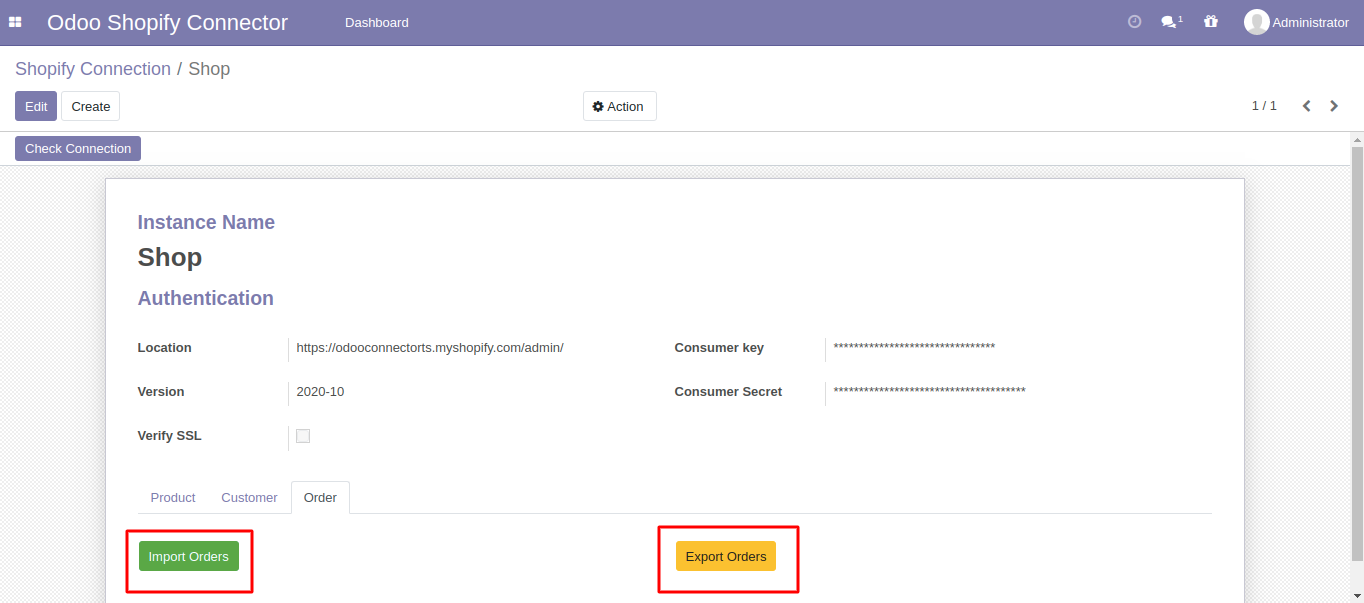 Odoo Shopify Connector Dashboard 1 Administrator
Shopify Connection / Shop
Edit Create Action 1 / 1
Check Connection
Instance Name
Shop
Authentication
Location https://odooconnectorts.myshopify.com/admin/ Consumer key ********************************
Version 2020-10 Consumer Secret **************************************
Verify SSL
Product Customer Order
Import Orders Export Orders